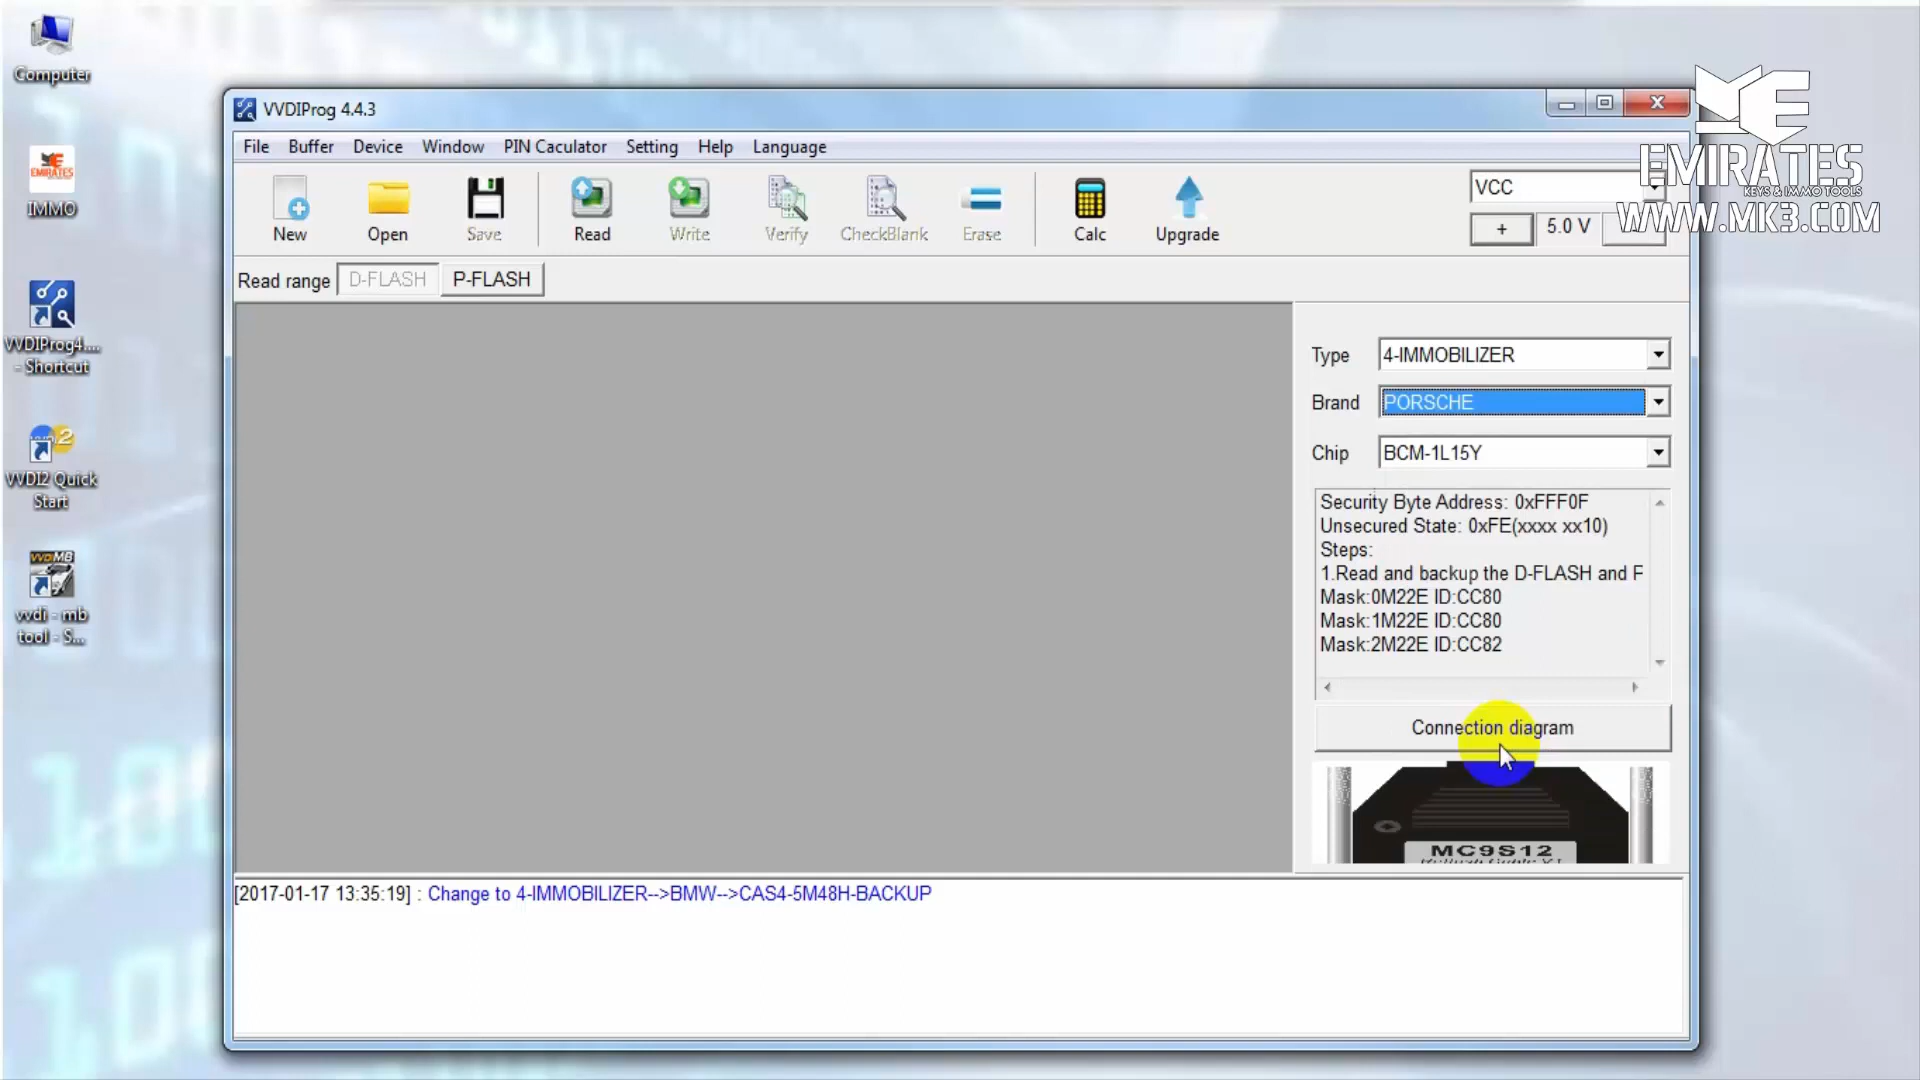 Computer
EMIRATES
IMMO
VVDIProg4....
- Shortcut
VVDI2 Quick
Start
VVDI MB
vvdi - mb
tool - S...
VVDIProg 4.4.3
File Buffer Device Window PIN Caculator Setting Help Language
New Open Save Read Write Verify CheckBlank Erase Calc Upgrade
VCC
+ 5.0 V
EMIRATES
KEYS & IMMO TOOLS
WWW.MK3.COM
Read range D-FLASH P-FLASH
Type 4-IMMOBILIZER
Brand PORSCHE
Chip BCM-1L15Y
Security Byte Address: 0xFFF0F
Unsecured State: 0xFE(xxxx xx10)
Steps:
1.Read and backup the D-FLASH and F
Mask:0M22E ID:CC80
Mask:1M22E ID:CC80
Mask:2M22E ID:CC82
Connection diagram
MC9S12
[2017-01-17 13:35:19] : Change to 4-IMMOBILIZER-->BMW-->CAS4-5M48H-BACKUP